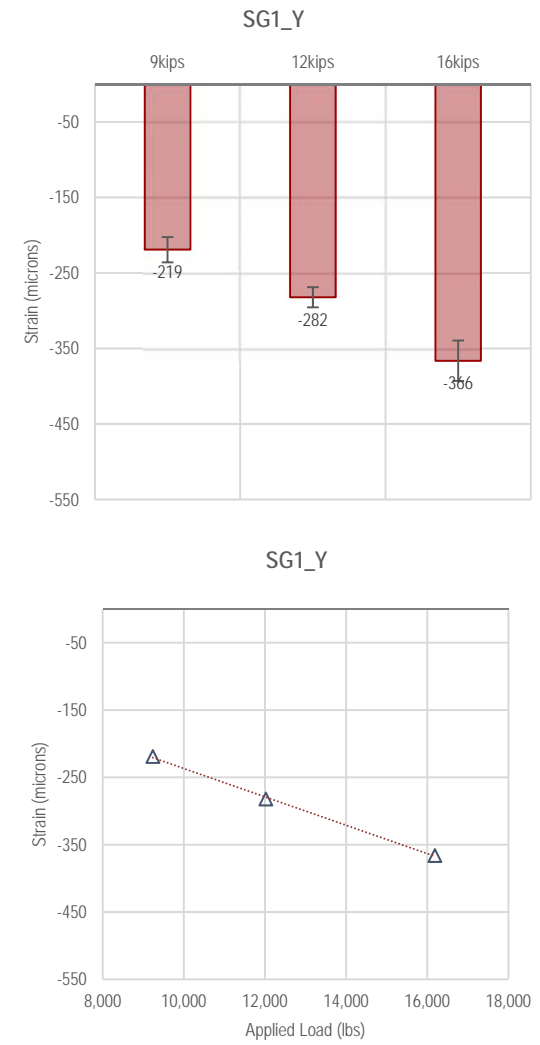 SG1_Y
9kips 12kips 16kips
-50
-150
-250
-350
-450
-550
Strain (microns)
-219
-282
-366
SG1_Y
-50
-150
-250
-350
-450
-550
Strain (microns)
8,000 10,000 12,000 14,000 16,000 18,000
Applied Load (lbs)